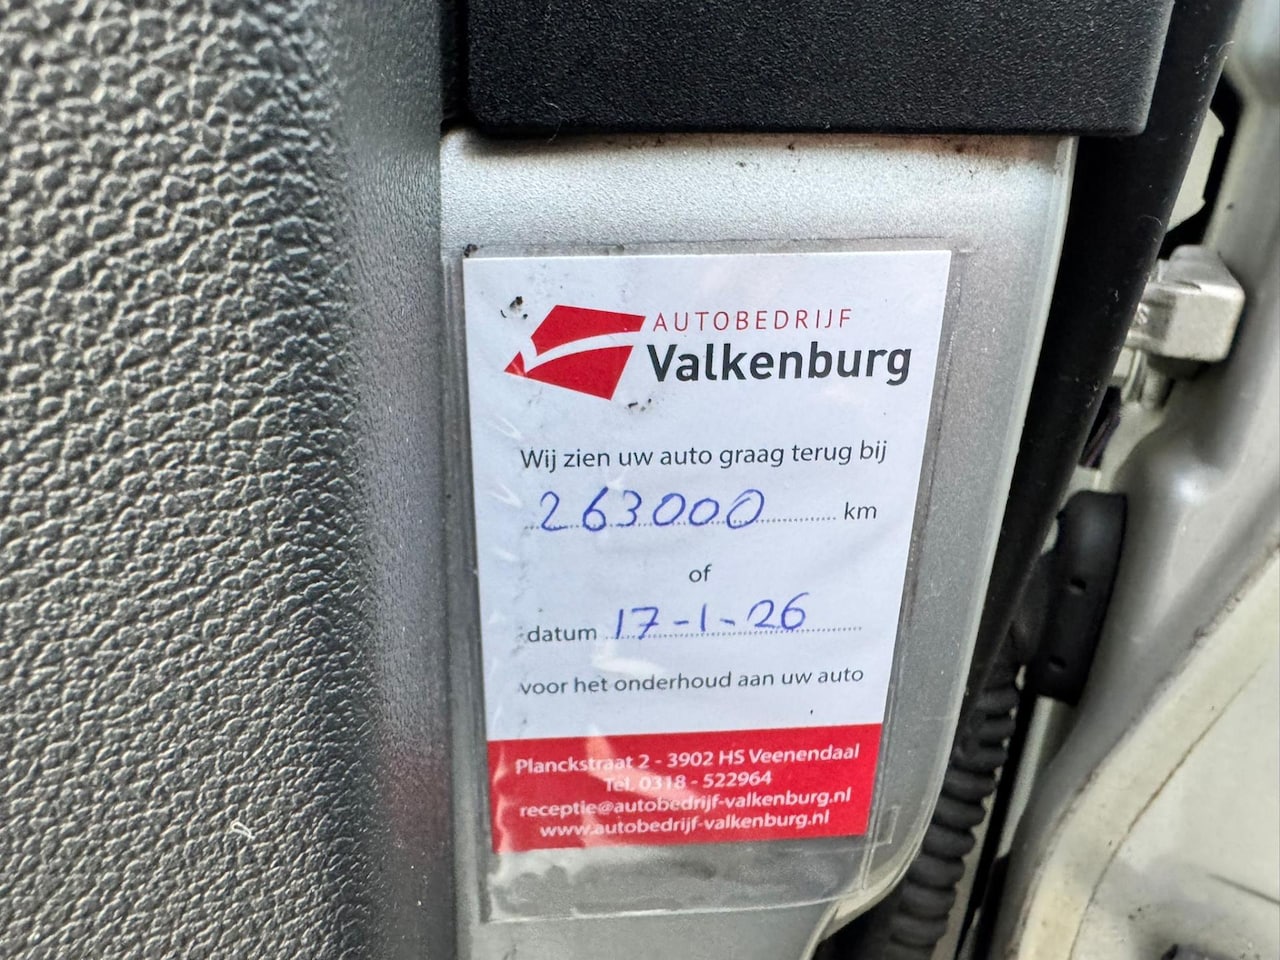 AUTOBEDRIJF
Valkenburg
Wij zien uw auto graag terug bij
263000 km
of
datum 17-1-26
voor het onderhoud aan uw auto
Planckstraat 2 - 3902 HS Veenendaal
Tel. 0318 - 522964
receptie@autobedrijf-valkenburg.nl
www.autobedrijf-valkenburg.nl